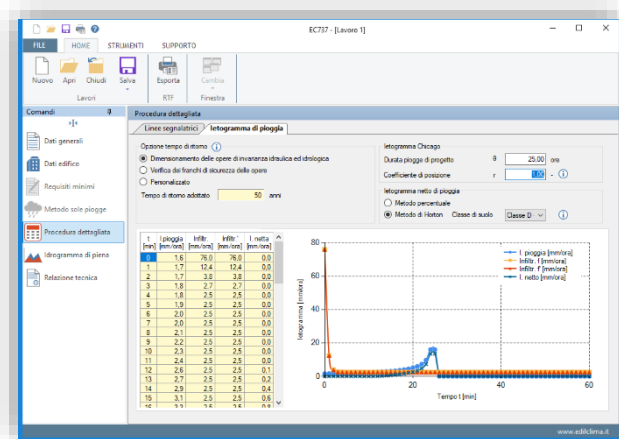 EC737 - [Lavoro 1]
FILE HOME STRUMENTI SUPPORTO
Nuovo Apri Chiudi Salva Esporta Cambia
Lavori RTF Finestra
Comandi
Dati generali
Dati edificio
Requisiti minimi
Metodo sole piogge
Procedura dettagliata
Idrogramma di piena
Relazione tecnica
Procedura dettagliata
Linee segnalatrici Ietogramma di pioggia
Opzione tempo di ritorno
Dimensionamento delle opere di invarianza idraulica ed idrologica
Verifica dei franchi di sicurezza delle opere
Personalizzato
Tempo di ritorno adottato 50 anni
Ietogramma Chicago
Durata piogge di progetto θ 25,00 ore
Coefficiente di posizione r 1,00 -
Ietogramma netto di pioggia
Metodo percentuale
Metodo di Horton Classe di suolo Classe D
t I.pioggia Infiltr. Infiltr ' I. netta
[min] [mm/ora] [mm/ora] [mm/ora] [mm/ora]
0 1,6 76,0 76,0 0,0
1 1,7 12,4 12,4 0,0
2 1,7 3,8 3,8 0,0
3 1,8 2,7 2,7 0,0
4 1,8 2,5 2,5 0,0
5 1,9 2,5 2,5 0,0
6 2,0 2,5 2,5 0,0
7 2,0 2,5 2,5 0,0
8 2,1 2,5 2,5 0,0
9 2,2 2,5 2,5 0,0
10 2,3 2,5 2,5 0,0
11 2,4 2,5 2,5 0,0
12 2,6 2,5 2,5 0,1
13 2,7 2,5 2,5 0,2
14 2,9 2,5 2,5 0,4
15 3,1 2,5 2,5 0,6
16 3,3 2,5 2,5 0,8
Ietogramma [mm/ora]
80
60
40
20
0
0 20 40 60
Tempo t [min]
I. pioggia [mm/ora]
Infiltr. f [mm/ora]
Infiltr. f [mm/ora]
I. netto [mm/ora]
www.edilclima.it